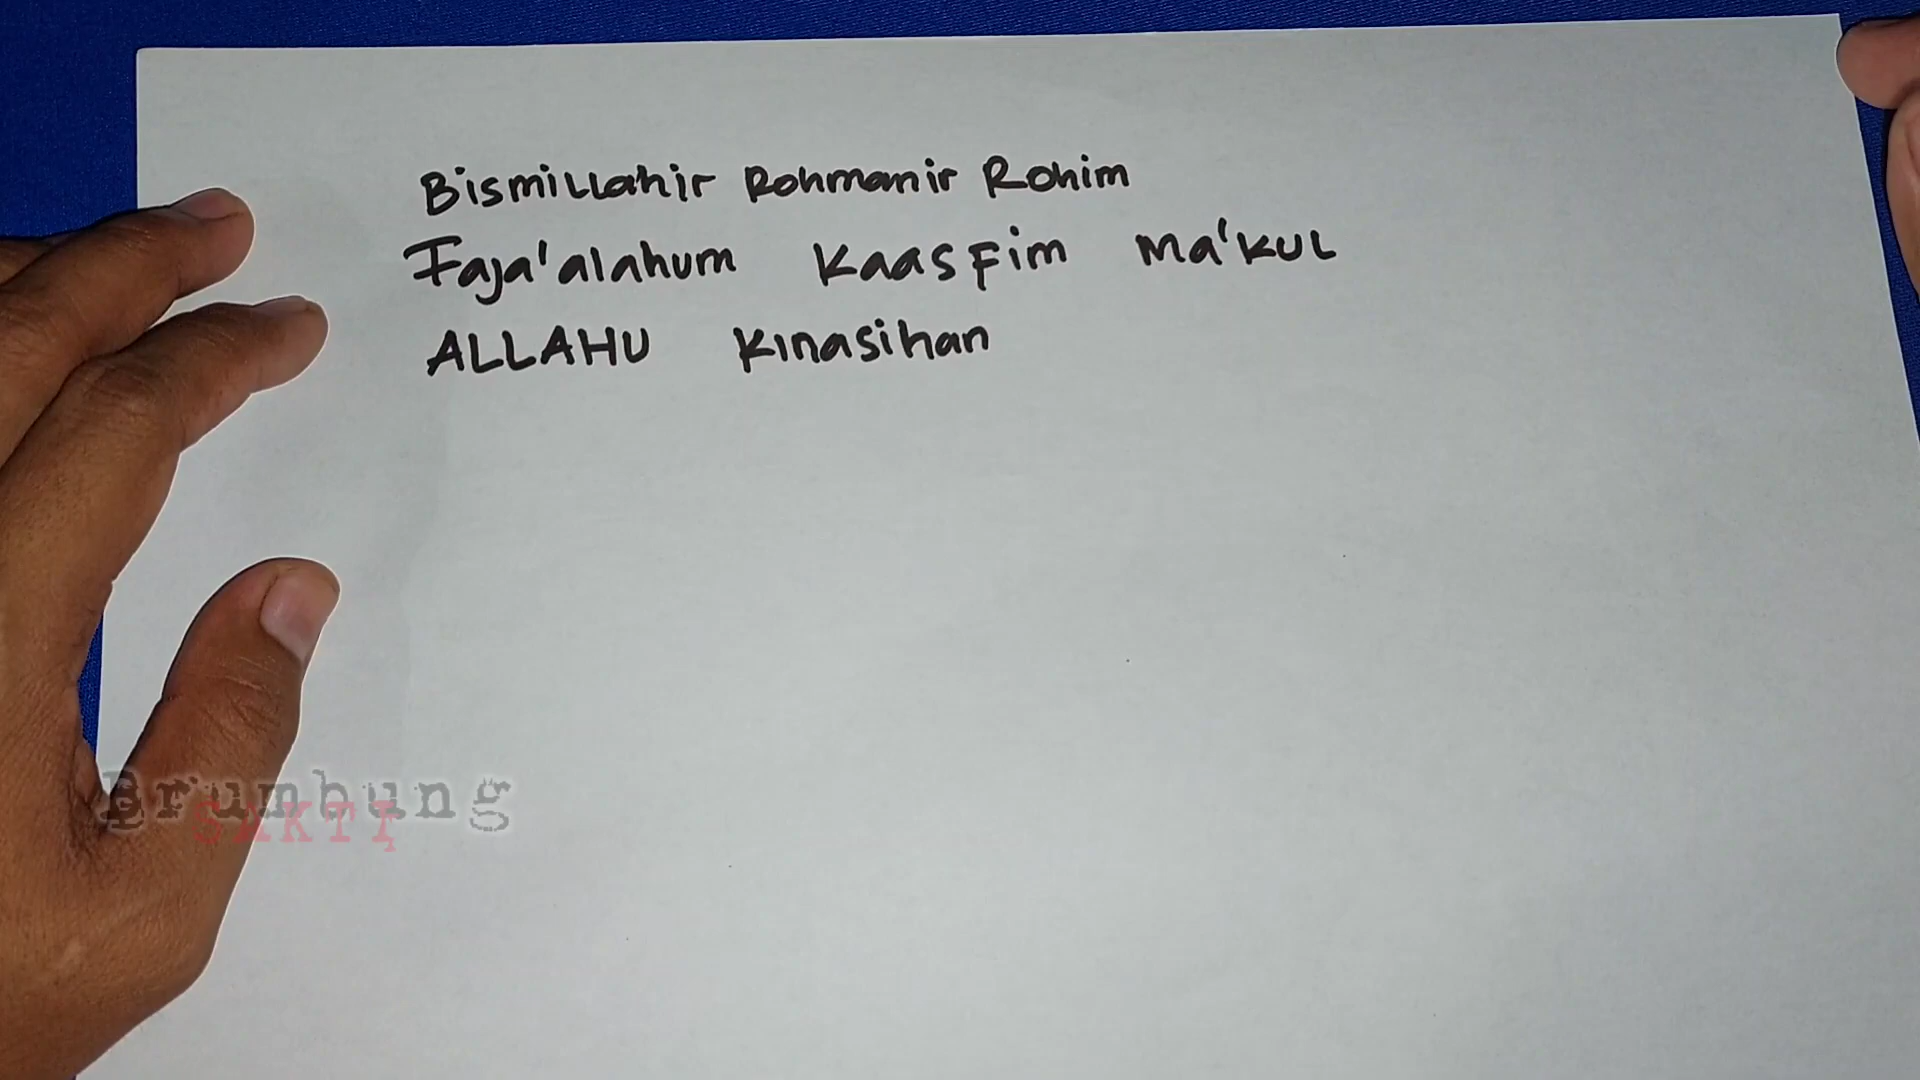 Bismillahir Rohmanir Rohim
Faja'alahum Kaasfim Ma'kul
ALLAHU Kinasihan
Brumbung
SAKTI